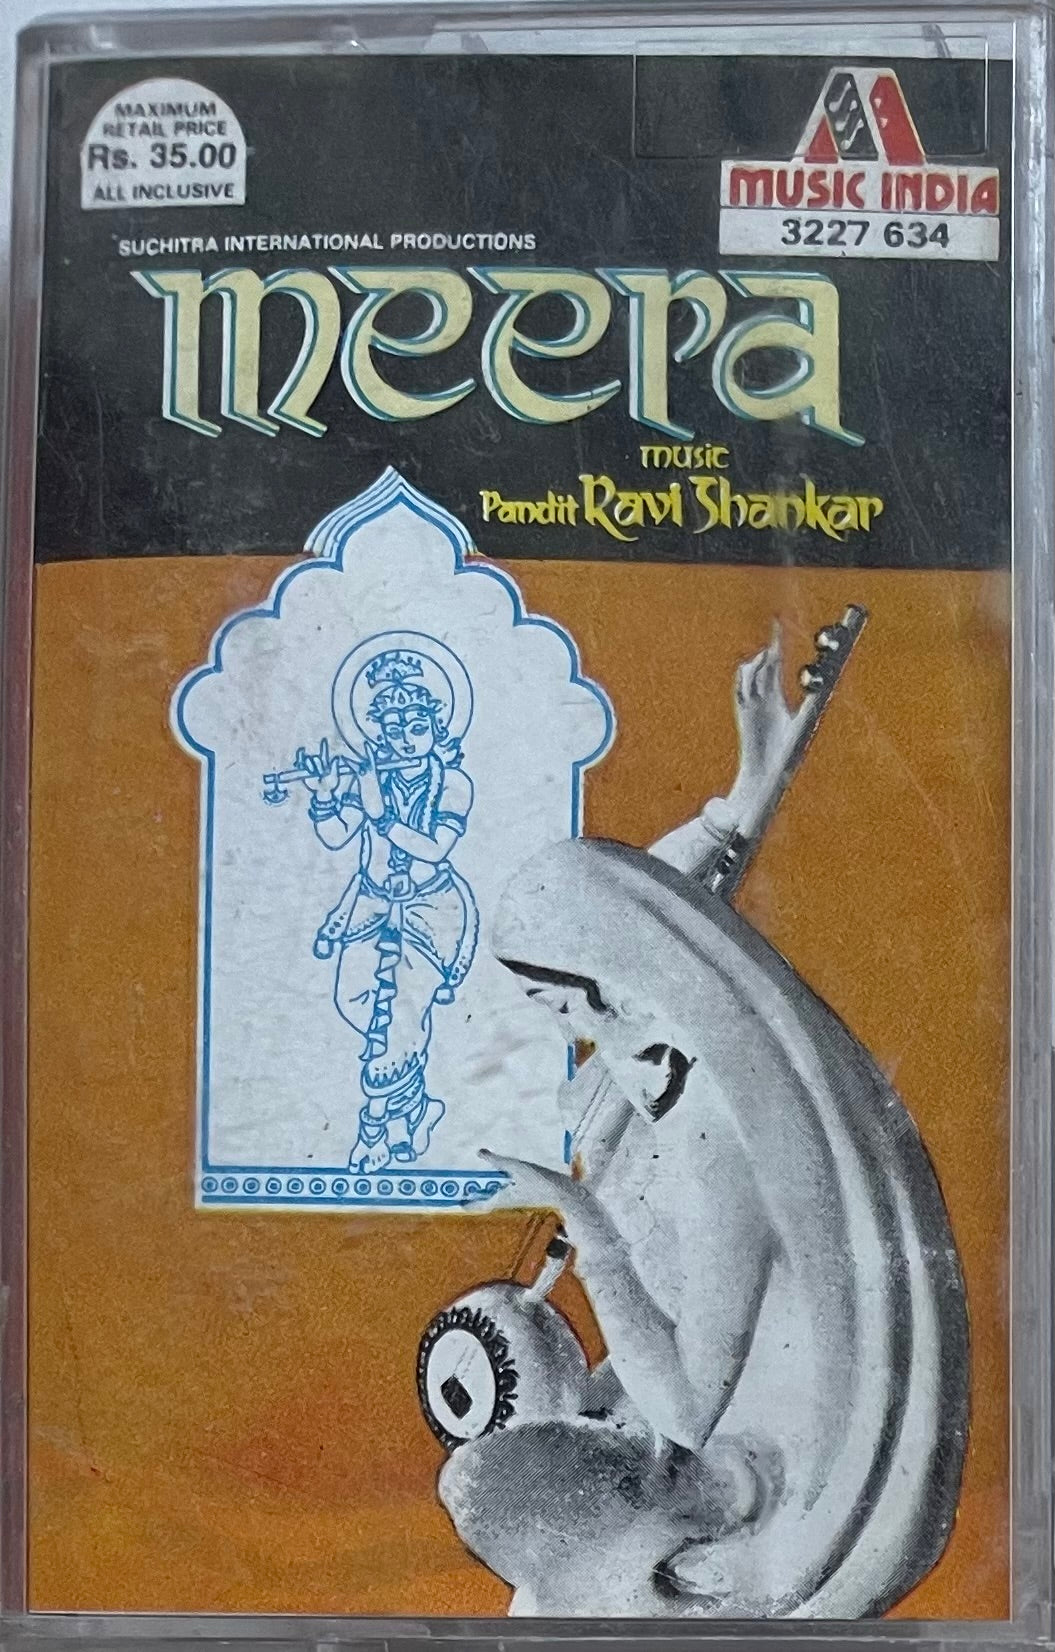 MAXIMUM
RETAIL PRICE
Rs. 35.00
ALL INCLUSIVE
MUSIC INDIA
3227 634
SUCHITRA INTERNATIONAL PRODUCTIONS
meera
music
Pandit Ravi Shankar